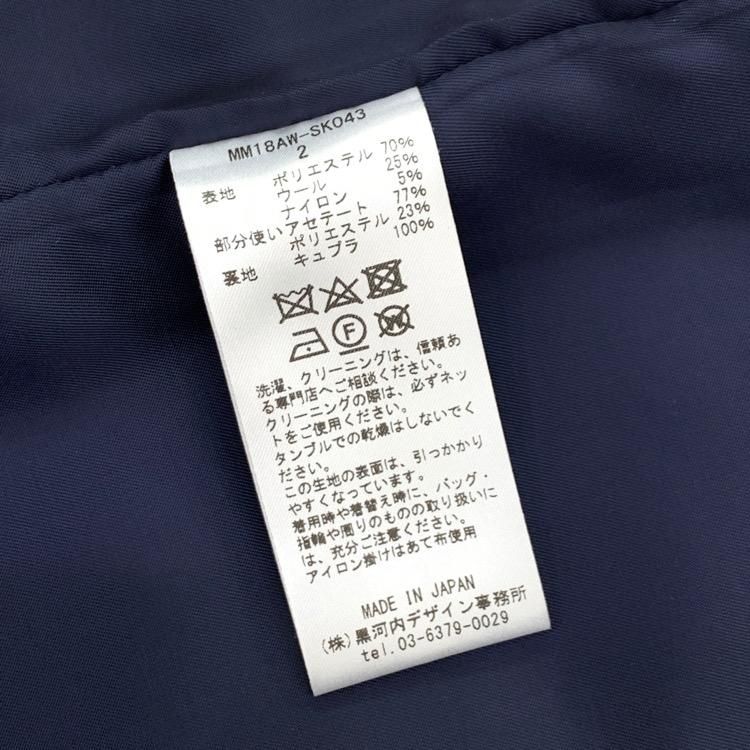 MM18AW-SK043
2
表地 ポリエステル 70%
ウール 25%
ナイロン 5%
部分使いアセテート 77%
ポリエステル 23%
裏地 キュプラ 100%
F
W
洗濯、クリーニングは、信頼あ
る専門店へご相談ください。
クリーニングの際は、必ずネッ
トをご使用ください。
タンブルでの乾燥はしないでく
ださい。
この生地の表面は、引っかかり
やすくなっています。
着用時や着替え時に、バッグ・
指輪や周りのものの取り扱いに
は、充分ご注意ください。
アイロン掛けはあて布使用
MADE IN JAPAN
(株)黒河内デザイン事務所
tel.03-6379-0029